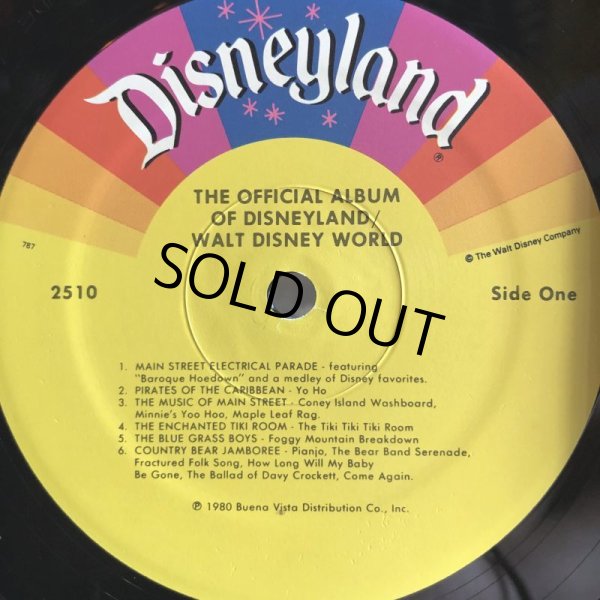 Disneyland®
THE OFFICIAL ALBUM
OF DISNEYLAND/
WALT DISNEY WORLD
787
© The Walt Disney Company
2510
Side One
SOLD OUT
1. MAIN STREET ELECTRICAL PARADE - featuring
"Baroque Hoedown" and a medley of Disney favorites.
2. PIRATES OF THE CARIBBEAN - Yo Ho
3. THE MUSIC OF MAIN STREET - Coney Island Washboard,
Minnie's Yoo Hoo, Maple Leaf Rag.
4. THE ENCHANTED TIKI ROOM - The Tiki Tiki Tiki Room
5. THE BLUE GRASS BOYS - Foggy Mountain Breakdown
6. COUNTRY BEAR JAMBOREE - Pianjo, The Bear Band Serenade,
Fractured Folk Song, How Long Will My Baby
Be Gone, The Ballad of Davy Crockett, Come Again.
℗ 1980 Buena Vista Distribution Co., Inc.